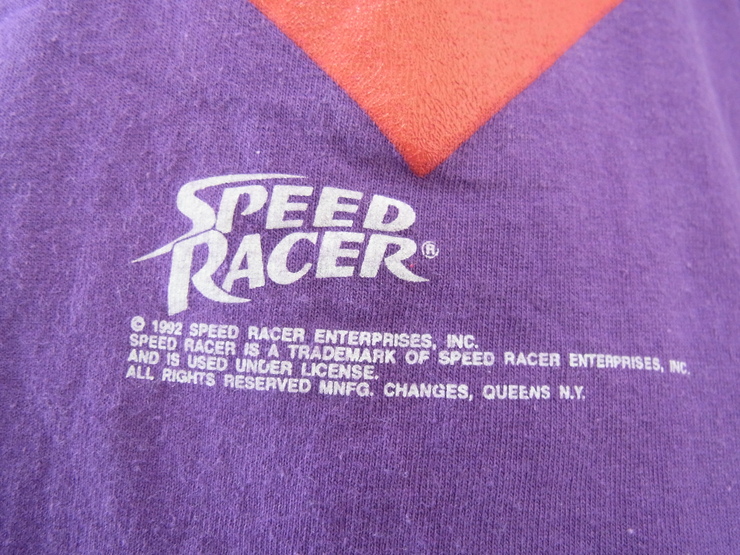 SPEED
RACER®
© 1992 SPEED RACER ENTERPRISES, INC.
SPEED RACER IS A TRADEMARK OF SPEED RACER ENTERPRISES, INC.
AND IS USED UNDER LICENSE.
ALL RIGHTS RESERVED MNFG. CHANGES, QUEENS N.Y.